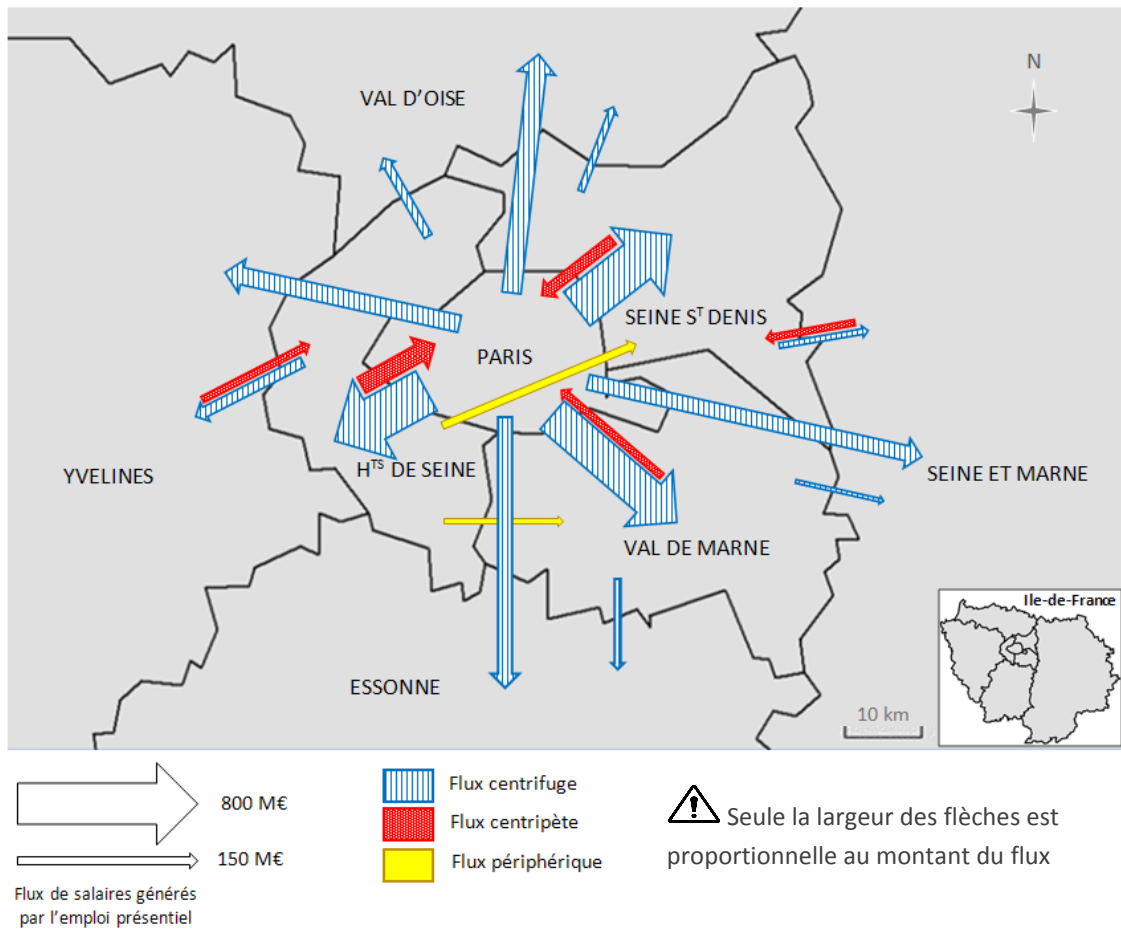 N
VAL D'OISE
SEINE Sᵀ DENIS
PARIS
YVELINES
Hᵀˢ DE SEINE
SEINE ET MARNE
VAL DE MARNE
ESSONNE
Ile-de-France
10 km
800 M€
150 M€
Flux de salaires générés
par l'emploi présentiel
Flux centrifuge
Flux centripète
Flux périphérique
Seule la largeur des flèches est
proportionnelle au montant du flux